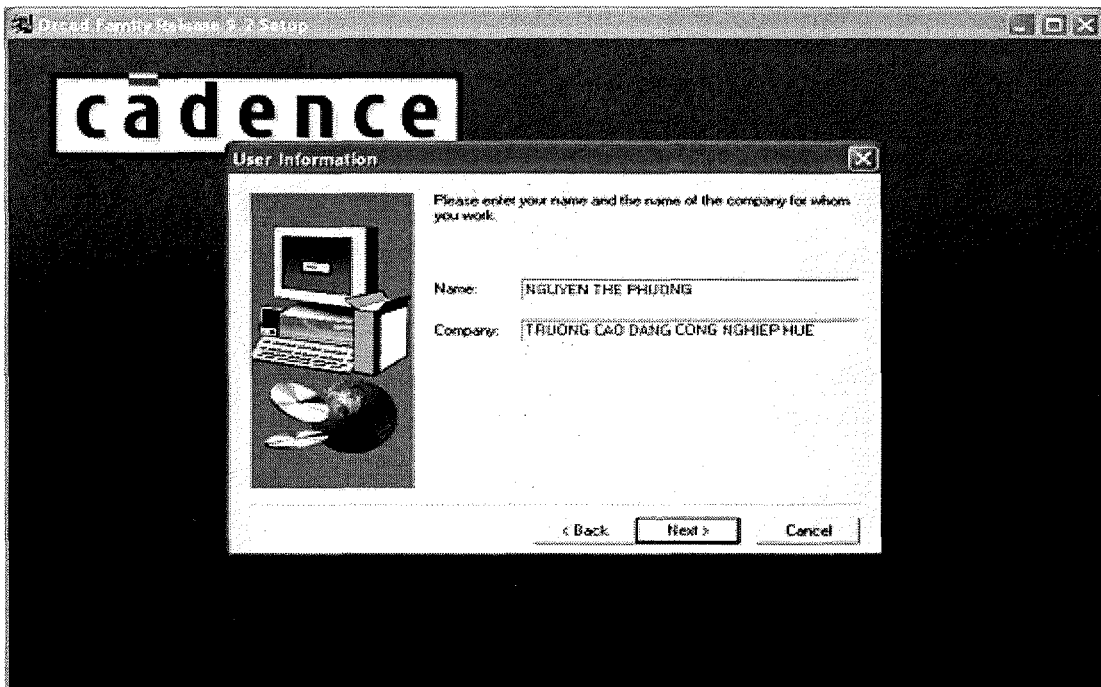 Orcad Family Release 9.2 Setup
cadence
User Information
Please enter your name and the name of the company for whom
you work.
Name: NGUYEN THE PHUONG
Company: TRUONG CAO DANG CONG NGHIEP HUE
< Back Next > Cancel